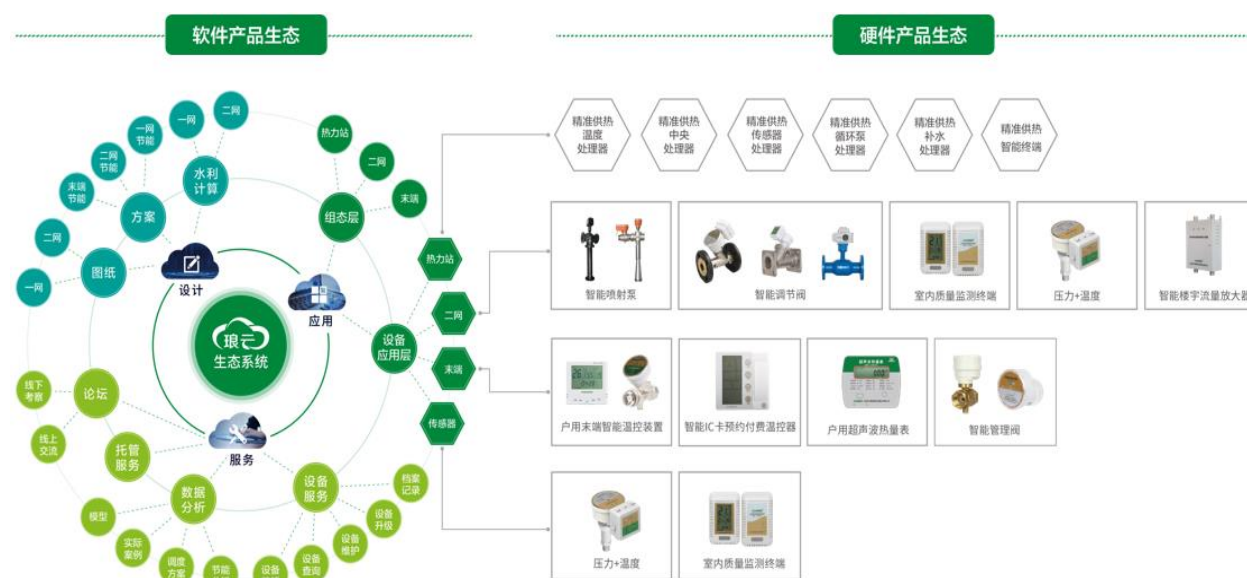 软件产品生态
硬件产品生态
二网
一网
一网
节能
二网
节能
末端
节能
二网
一网
水利
计算
方案
图纸
设计
热力站
二网
末端
组态层
应用
琅云
生态系统
设备
应用层
热力站
二网
末端
传感器
线下
考察
线上
交流
论坛
托管
服务
服务
数据
分析
设备
服务
模型
实际
案例
调度
方案
节能
设备
设备
查询
设备
维护
设备
升级
档案
记录
精准供热
温度
处理器
精准供热
中央
处理器
精准供热
传感器
处理器
精准供热
循环泵
处理器
精准供热
补水
处理器
精准供热
智能终端
智能喷射泵
智能调节阀
室内质量监测终端
压力+温度
智能楼宇流量放大器
户用末端智能温控装置
智能IC卡预约付费温控器
户用超声波热量表
智能管理阀
压力+温度
室内质量监测终端